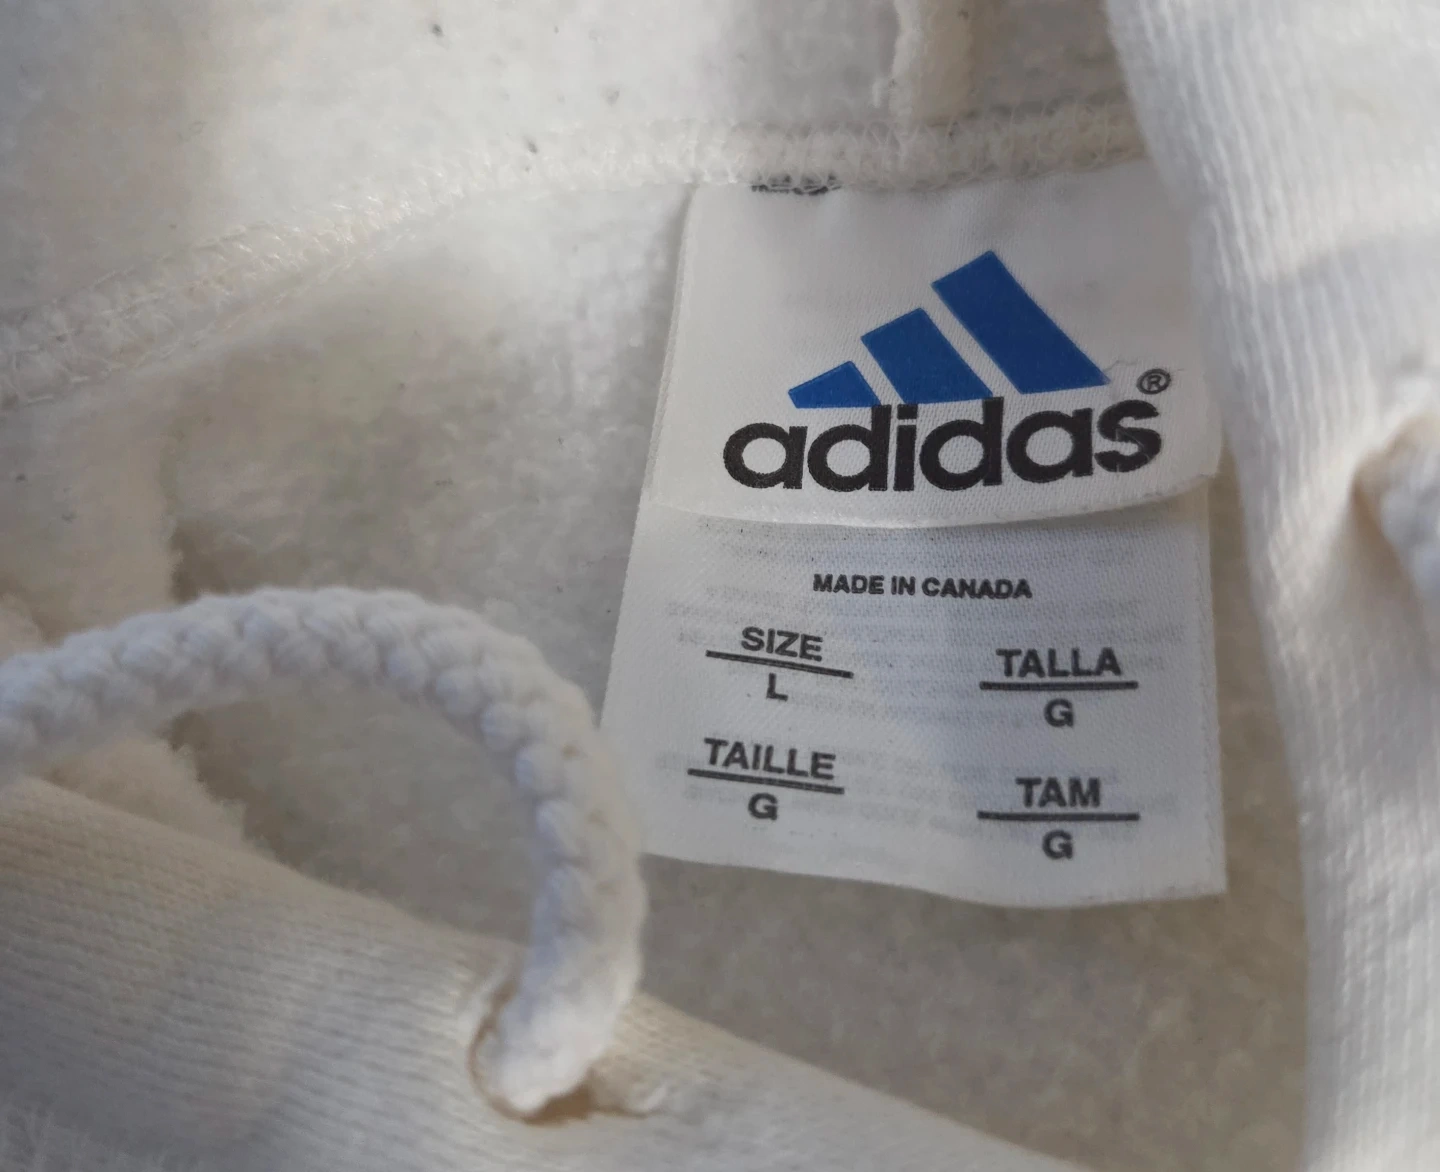 adidas®
MADE IN CANADA
SIZE
L
TALLA
G
TAILLE
G
TAM
G